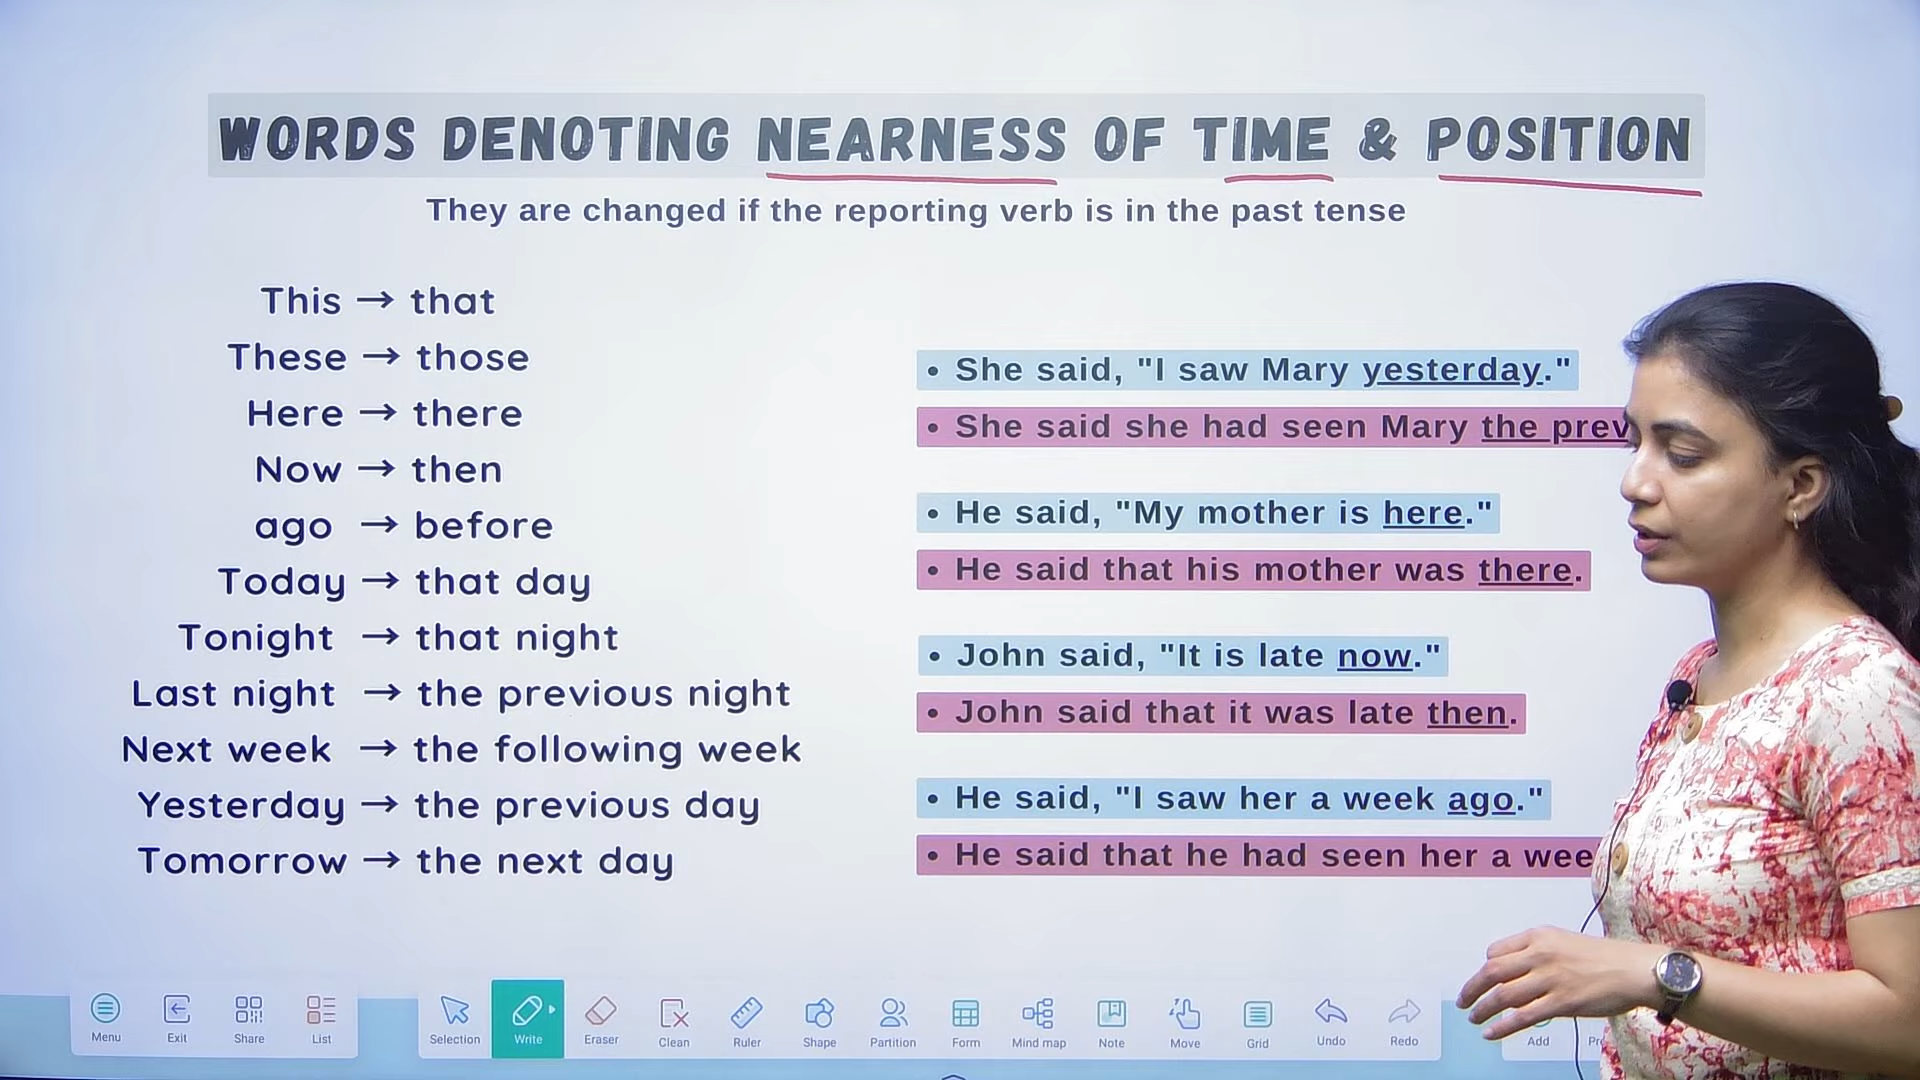 WORDS DENOTING NEARNESS OF TIME & POSITION
They are changed if the reporting verb is in the past tense
This → that
These → those
Here → there
Now → then
ago → before
Today → that day
Tonight → that night
Last night → the previous night
Next week → the following week
Yesterday → the previous day
Tomorrow → the next day
• She said, "I saw Mary yesterday."
• She said she had seen Mary the prev
• He said, "My mother is here."
• He said that his mother was there.
• John said, "It is late now."
• John said that it was late then.
• He said, "I saw her a week ago."
• He said that he had seen her a wee
Menu Exit Share List Selection Write Eraser Clean Ruler Shape Partition Form Mind map Note Move Grid Undo Redo Add